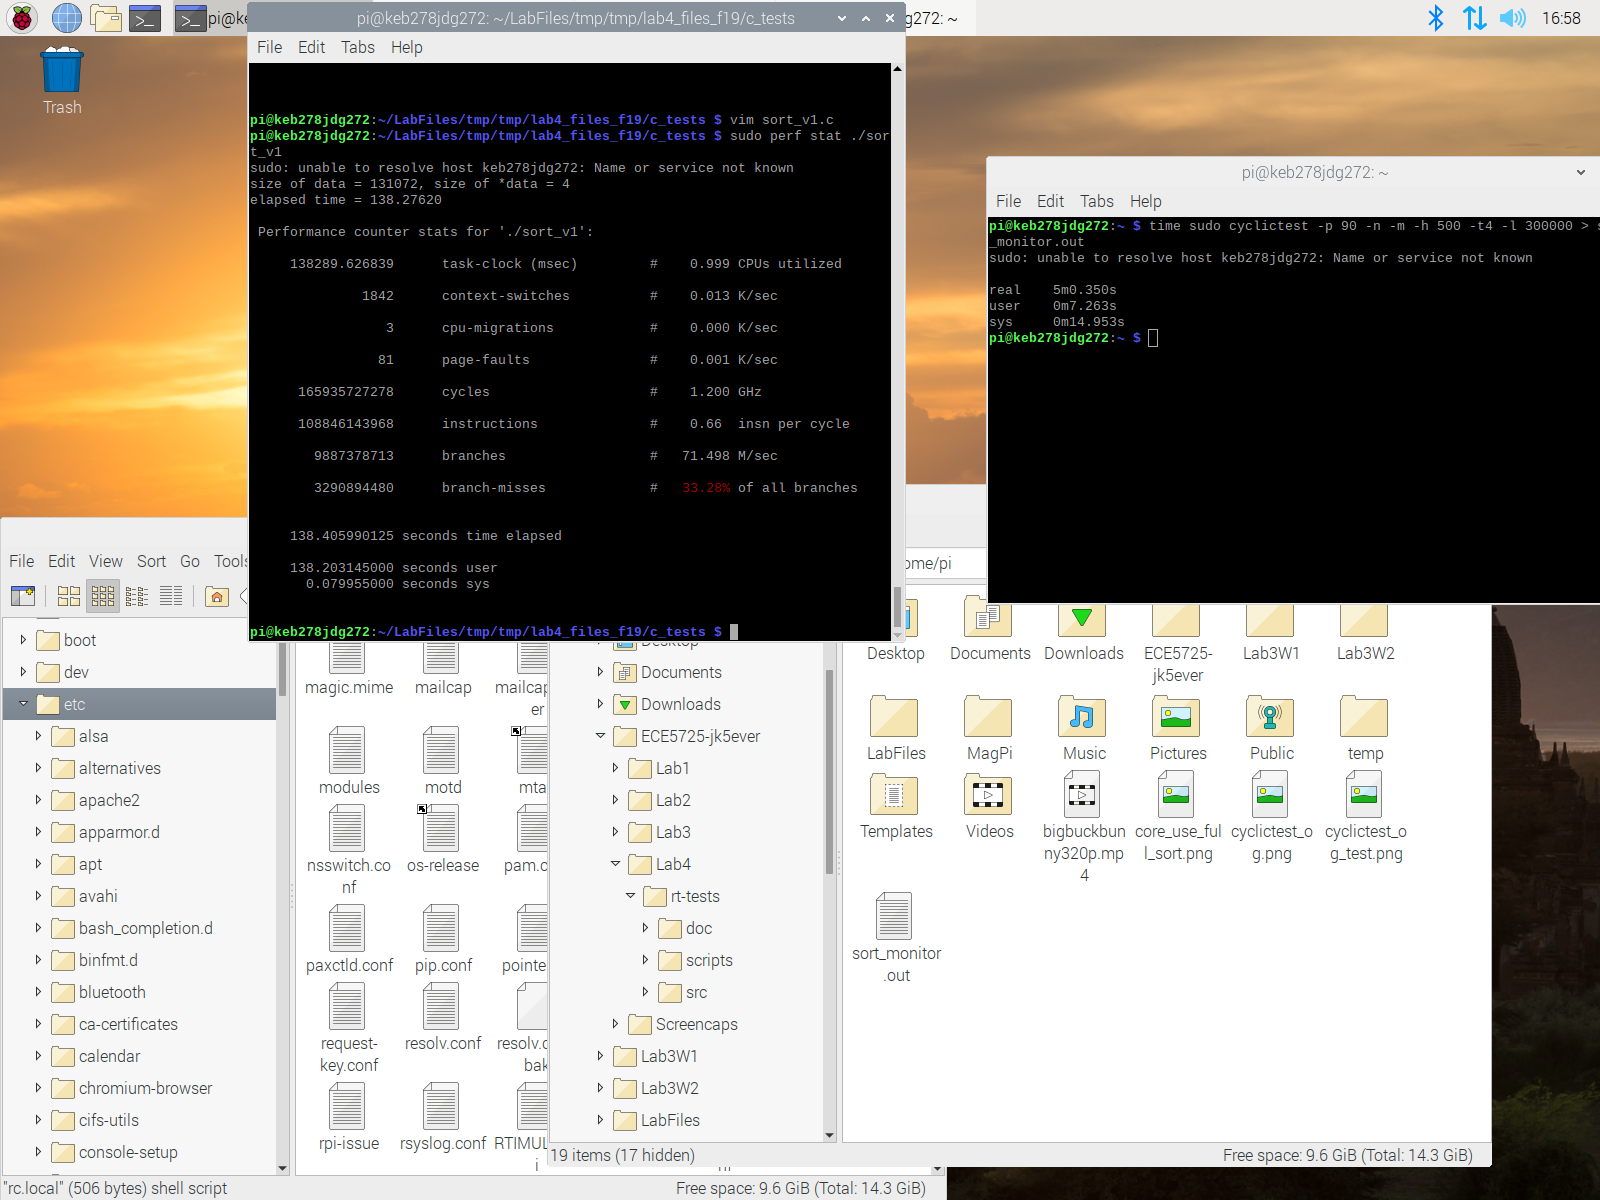 pi@ke
pi@keb278jdg272: ~/LabFiles/tmp/tmp/lab4_files_f19/c_tests
g272: ~
16:58
Trash
File Edit Tabs Help
pi@keb278jdg272:~/LabFiles/tmp/tmp/lab4_files_f19/c_tests $ vim sort_v1.c
pi@keb278jdg272:~/LabFiles/tmp/tmp/lab4_files_f19/c_tests $ sudo perf stat ./sor
t_v1
sudo: unable to resolve host keb278jdg272: Name or service not known
size of data = 131072, size of *data = 4
elapsed time = 138.27620
Performance counter stats for './sort_v1':
138289.626839 task-clock (msec) # 0.999 CPUs utilized
1842 context-switches # 0.013 K/sec
3 cpu-migrations # 0.000 K/sec
81 page-faults # 0.001 K/sec
165935727278 cycles # 1.200 GHz
108846143968 instructions # 0.66 insn per cycle
9887378713 branches # 71.498 M/sec
3290894480 branch-misses # 33.28% of all branches
138.405990125 seconds time elapsed
138.203145000 seconds user
0.079955000 seconds sys
pi@keb278jdg272:~/LabFiles/tmp/tmp/lab4_files_f19/c_tests $
pi@keb278jdg272: ~
File Edit Tabs Help
pi@keb278jdg272:~ $ time sudo cyclictest -p 90 -n -m -h 500 -t4 -l 300000 > s
_monitor.out
sudo: unable to resolve host keb278jdg272: Name or service not known
real 5m0.350s
user 0m7.263s
sys 0m14.953s
pi@keb278jdg272:~ $
File Edit View Sort Go Tools
boot
dev
etc
alsa
alternatives
apache2
apparmor.d
apt
avahi
bash_completion.d
binfmt.d
bluetooth
ca-certificates
calendar
chromium-browser
cifs-utils
console-setup
magic.mime mailcap mailcap
er
modules motd mta
nsswitch.co os-release pam.c
nf
paxctld.conf pip.conf pointe
request- resolv.conf resolv.c
key.conf bak
rpi-issue rsyslog.conf RTIMUL
i
"rc.local" (506 bytes) shell script
Free space: 9.6 GiB (Total: 14.3 GiB)
ome/pi
Desktop
Documents
Downloads
ECE5725-jk5ever
Lab1
Lab2
Lab3
Lab4
rt-tests
doc
scripts
src
Screencaps
Lab3W1
Lab3W2
LabFiles
Desktop Documents Downloads ECE5725- Lab3W1 Lab3W2
jk5ever
LabFiles MagPi Music Pictures Public temp
Templates Videos bigbuckbun core_use_ful cyclictest_o cyclictest_o
ny320p.mp l_sort.png g.png g_test.png
4
sort_monitor
.out
19 items (17 hidden)
Free space: 9.6 GiB (Total: 14.3 GiB)